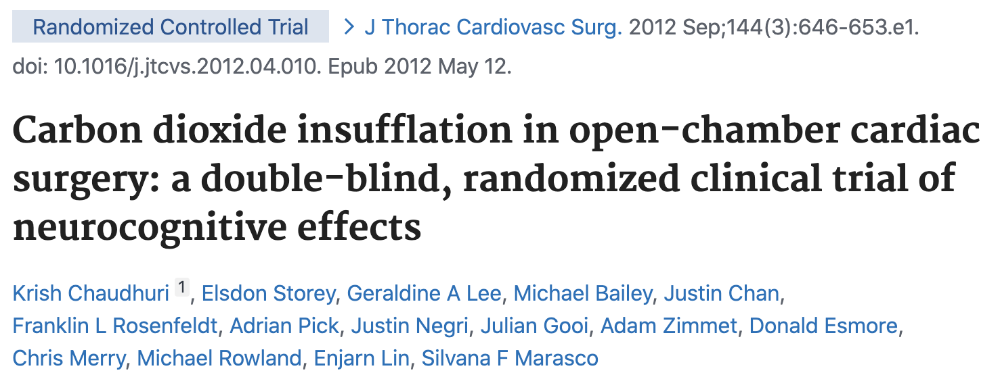 Randomized Controlled Trial > J Thorac Cardiovasc Surg. 2012 Sep;144(3):646-653.e1.
doi: 10.1016/j.jtcvs.2012.04.010. Epub 2012 May 12.
Carbon dioxide insufflation in open-chamber cardiac
surgery: a double-blind, randomized clinical trial of
neurocognitive effects
Krish Chaudhuri 1, Elsdon Storey, Geraldine A Lee, Michael Bailey, Justin Chan,
Franklin L Rosenfeldt, Adrian Pick, Justin Negri, Julian Gooi, Adam Zimmet, Donald Esmore,
Chris Merry, Michael Rowland, Enjarn Lin, Silvana F Marasco